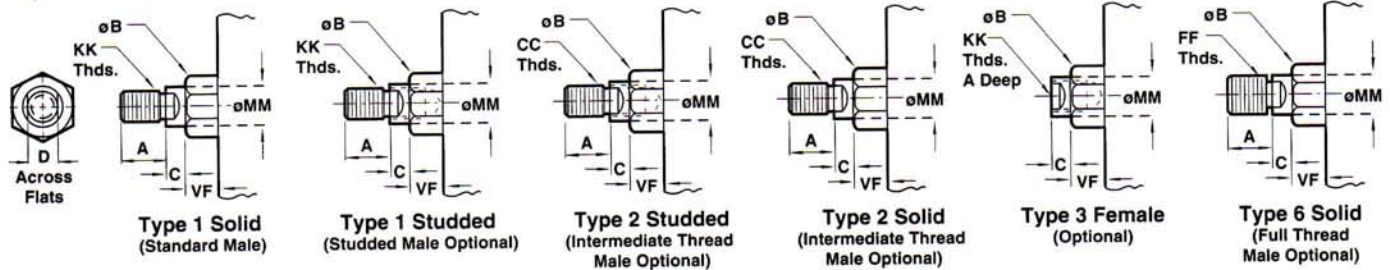 D
Across
Flats
KK
Thds.
øB
øMM
A
C
VF
Type 1 Solid
(Standard Male)
KK
Thds.
øB
øMM
A
C
VF
Type 1 Studded
(Studded Male Optional)
CC
Thds.
øB
øMM
A
C
VF
Type 2 Studded
(Intermediate Thread
Male Optional)
CC
Thds.
øB
øMM
A
C
VF
Type 2 Solid
(Intermediate Thread
Male Optional)
KK
Thds.
A Deep
øB
øMM
C
VF
Type 3 Female
(Optional)
FF
Thds.
øB
øMM
A
C
VF
Type 6 Solid
(Full Thread
Male Optional)